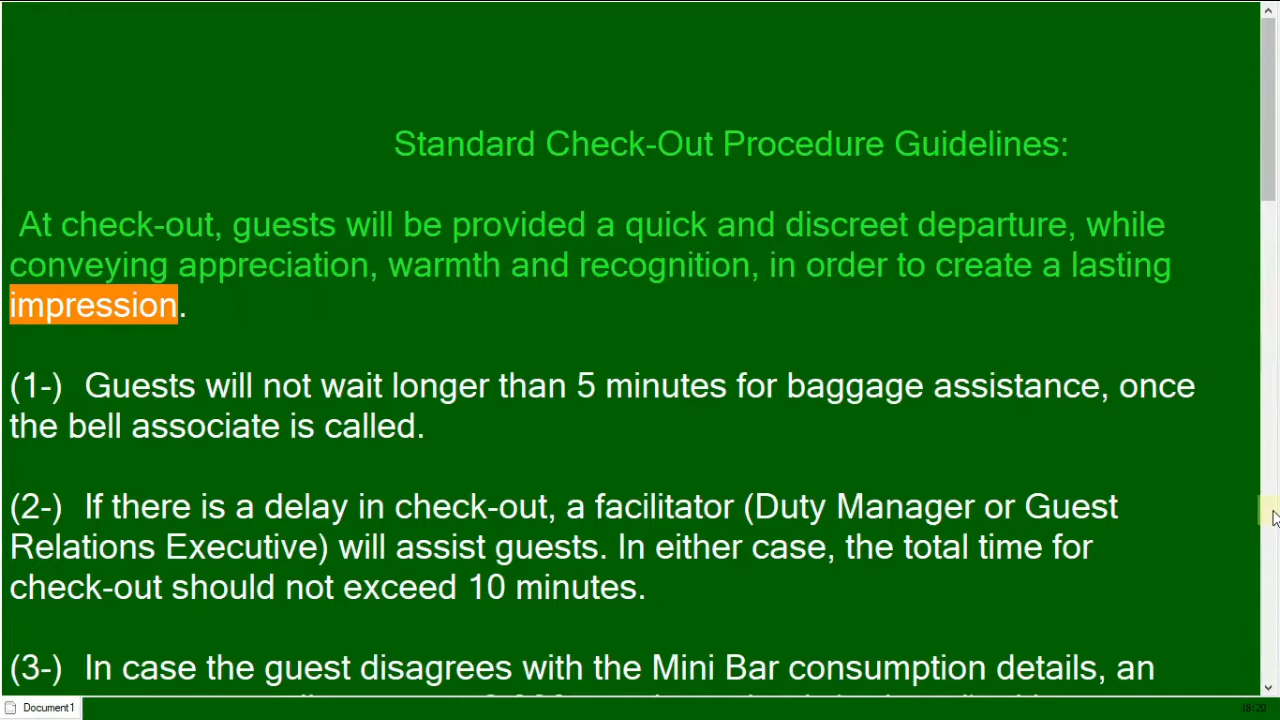 Standard Check-Out Procedure Guidelines:
At check-out, guests will be provided a quick and discreet departure, while
conveying appreciation, warmth and recognition, in order to create a lasting
impression.
(1-) Guests will not wait longer than 5 minutes for baggage assistance, once
the bell associate is called.
(2-) If there is a delay in check-out, a facilitator (Duty Manager or Guest
Relations Executive) will assist guests. In either case, the total time for
check-out should not exceed 10 minutes.
(3-) In case the guest disagrees with the Mini Bar consumption details, an
Document1
18:20